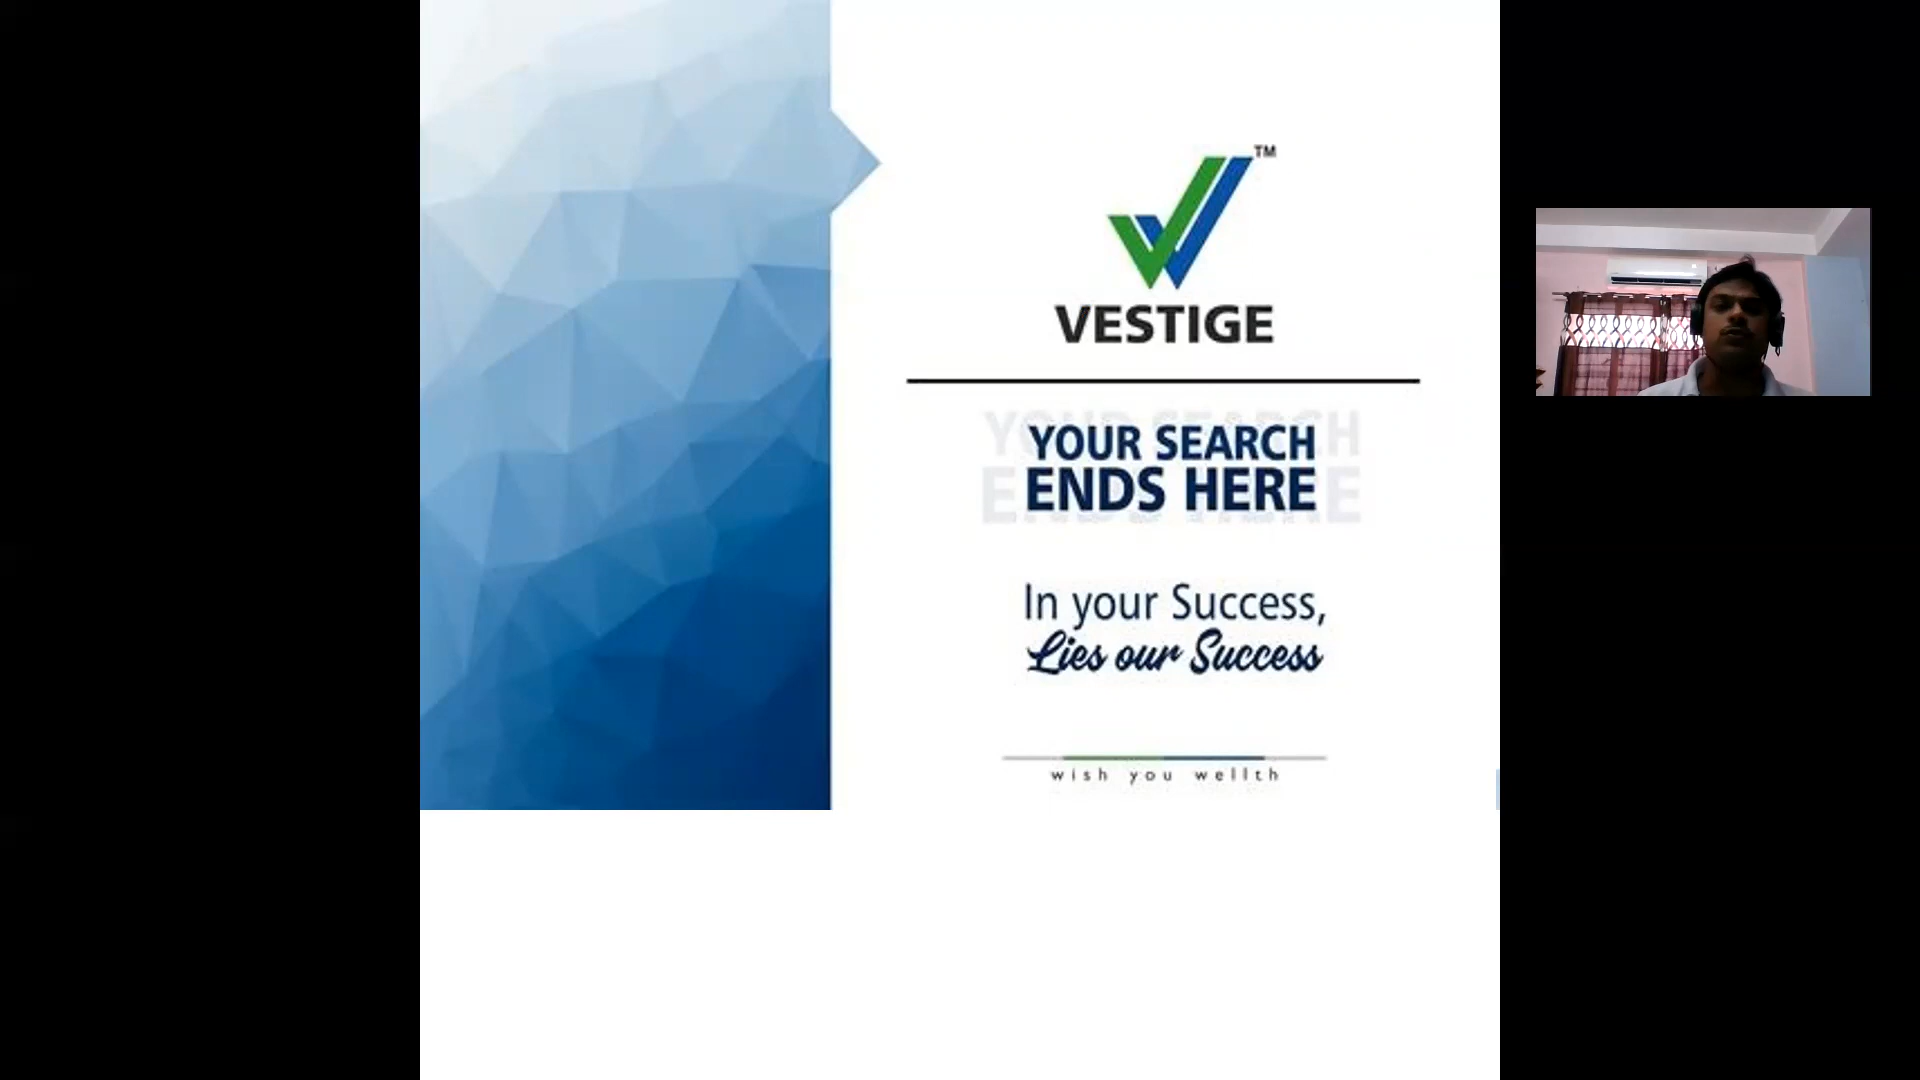 TM
VESTIGE
YOUR SEARCH
ENDS HERE
In your Success,
Lies our Success
wish you wellth